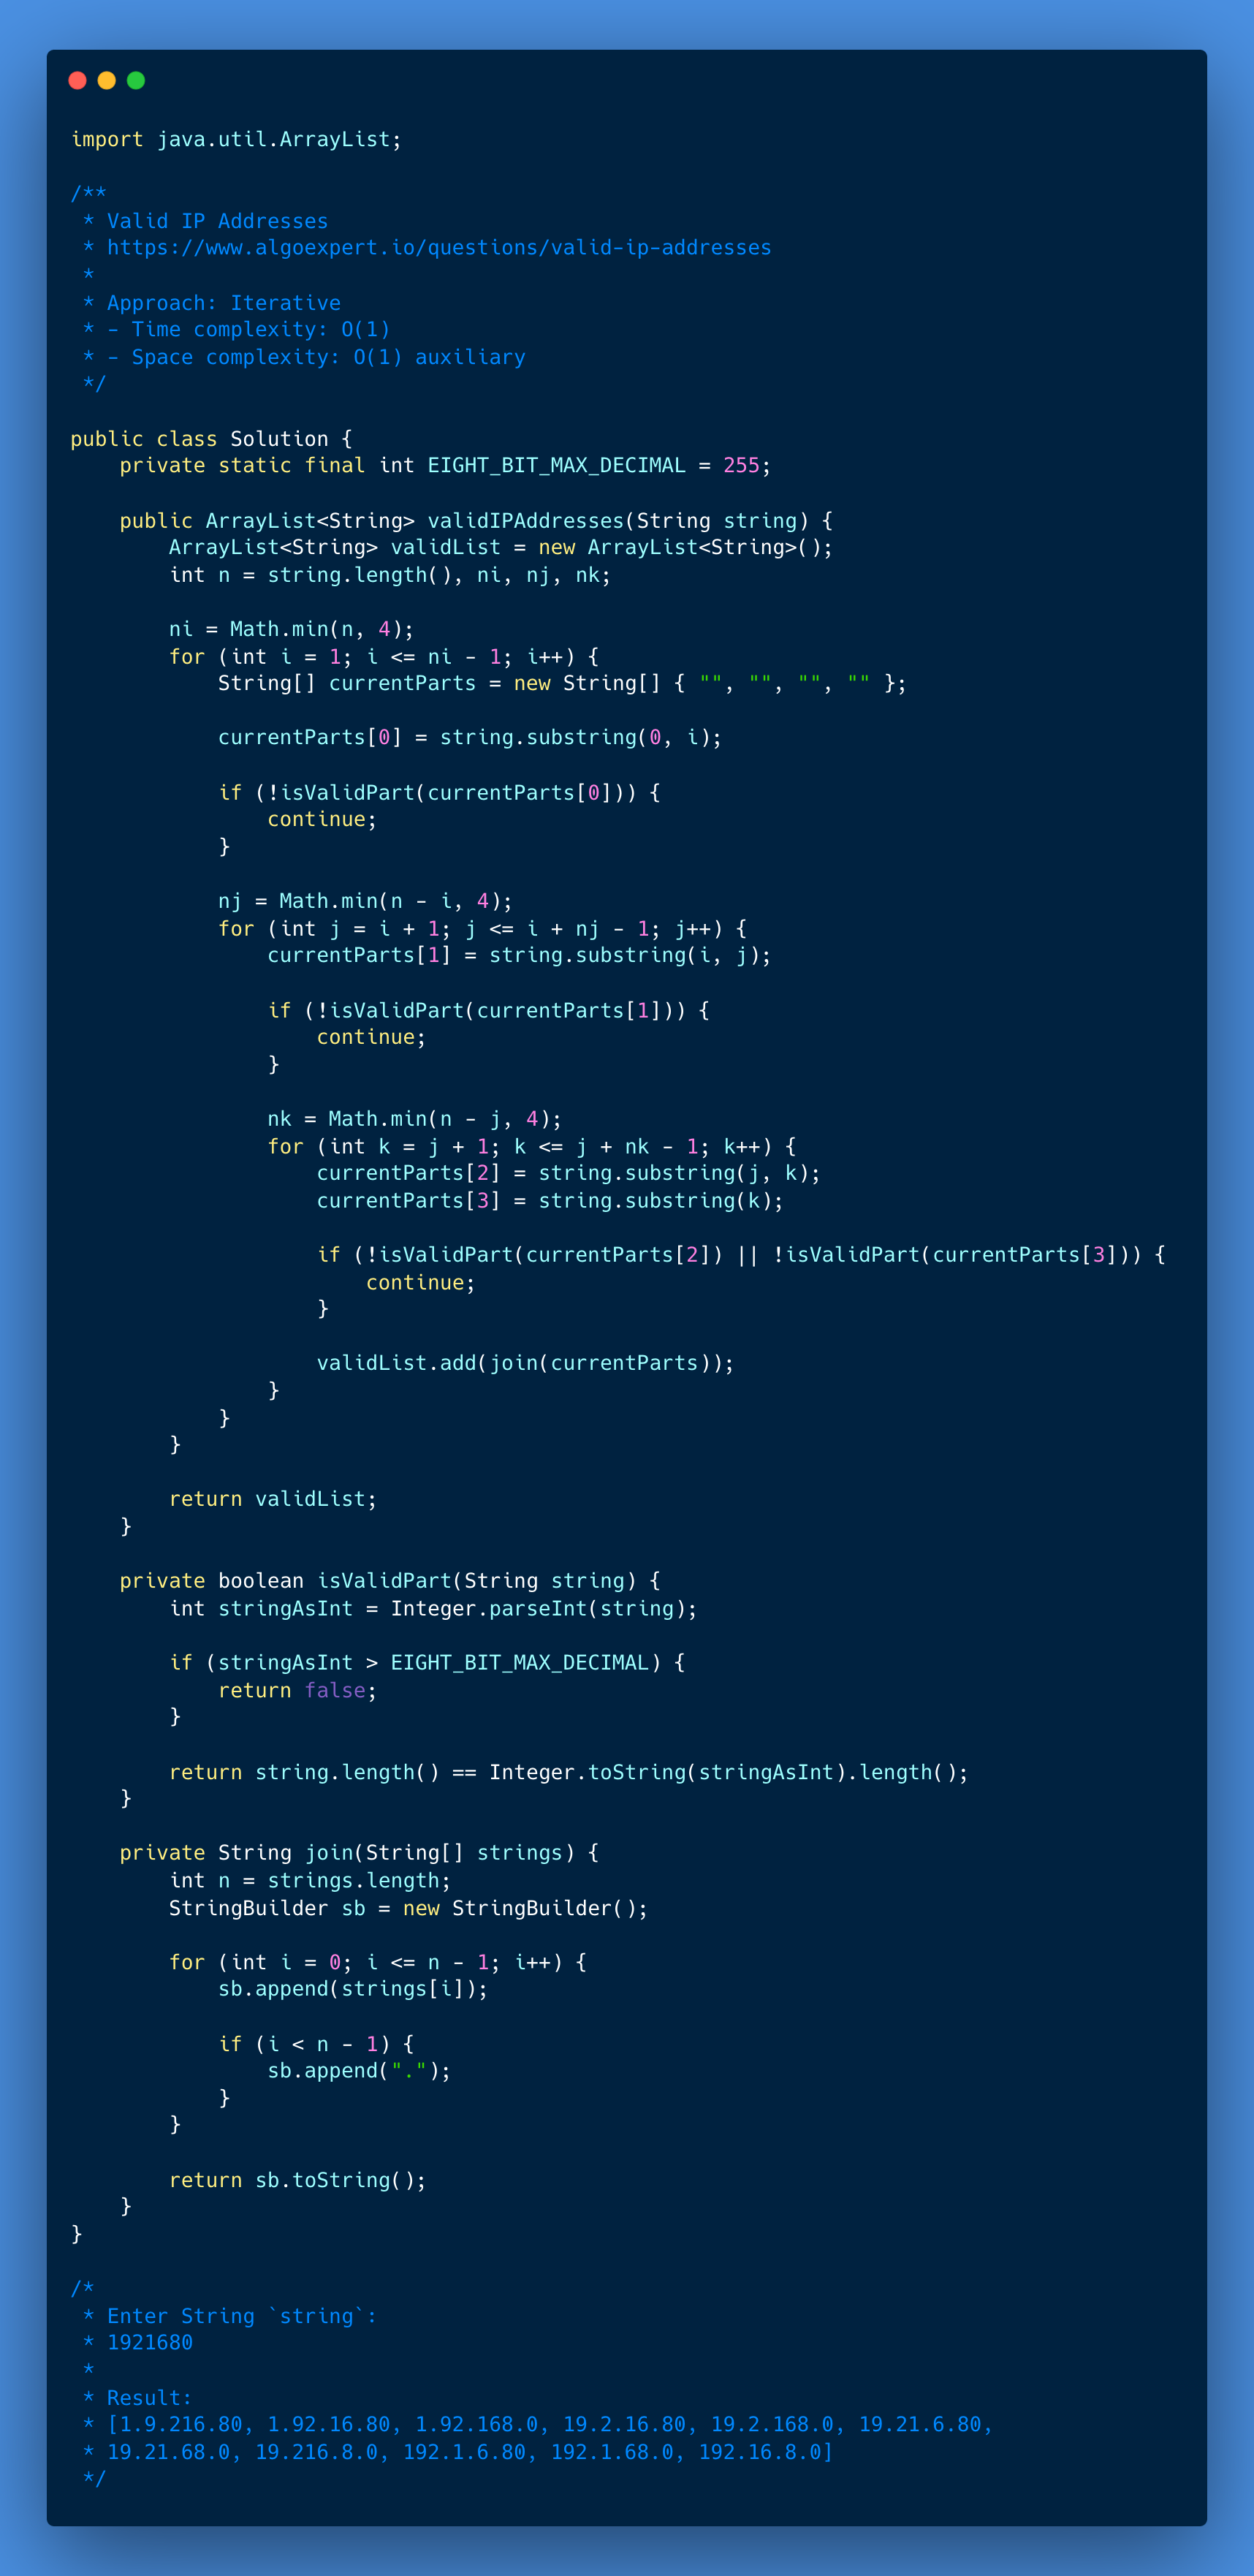 import java.util.ArrayList;

/**
 * Valid IP Addresses
 * https://www.algoexpert.io/questions/valid-ip-addresses
 *
 * Approach: Iterative
 * - Time complexity: O(1)
 * - Space complexity: O(1) auxiliary
 */

public class Solution {
    private static final int EIGHT_BIT_MAX_DECIMAL = 255;

    public ArrayList<String> validIPAddresses(String string) {
        ArrayList<String> validList = new ArrayList<String>();
        int n = string.length(), ni, nj, nk;

        ni = Math.min(n, 4);
        for (int i = 1; i <= ni - 1; i++) {
            String[] currentParts = new String[] { "", "", "", "" };

            currentParts[0] = string.substring(0, i);

            if (!isValidPart(currentParts[0])) {
                continue;
            }

            nj = Math.min(n - i, 4);
            for (int j = i + 1; j <= i + nj - 1; j++) {
                currentParts[1] = string.substring(i, j);

                if (!isValidPart(currentParts[1])) {
                    continue;
                }

                nk = Math.min(n - j, 4);
                for (int k = j + 1; k <= j + nk - 1; k++) {
                    currentParts[2] = string.substring(j, k);
                    currentParts[3] = string.substring(k);

                    if (!isValidPart(currentParts[2]) || !isValidPart(currentParts[3])) {
                        continue;
                    }

                    validList.add(join(currentParts));
                }
            }
        }

        return validList;
    }

    private boolean isValidPart(String string) {
        int stringAsInt = Integer.parseInt(string);

        if (stringAsInt > EIGHT_BIT_MAX_DECIMAL) {
            return false;
        }

        return string.length() == Integer.toString(stringAsInt).length();
    }

    private String join(String[] strings) {
        int n = strings.length;
        StringBuilder sb = new StringBuilder();

        for (int i = 0; i <= n - 1; i++) {
            sb.append(strings[i]);

            if (i < n - 1) {
                sb.append(".");
            }
        }

        return sb.toString();
    }
}

/*
 * Enter String `string`:
 * 1921680
 *
 * Result:
 * [1.9.216.80, 1.92.16.80, 1.92.168.0, 19.2.16.80, 19.2.168.0, 19.21.6.80,
 * 19.21.68.0, 19.216.8.0, 192.1.6.80, 192.1.68.0, 192.16.8.0]
 */